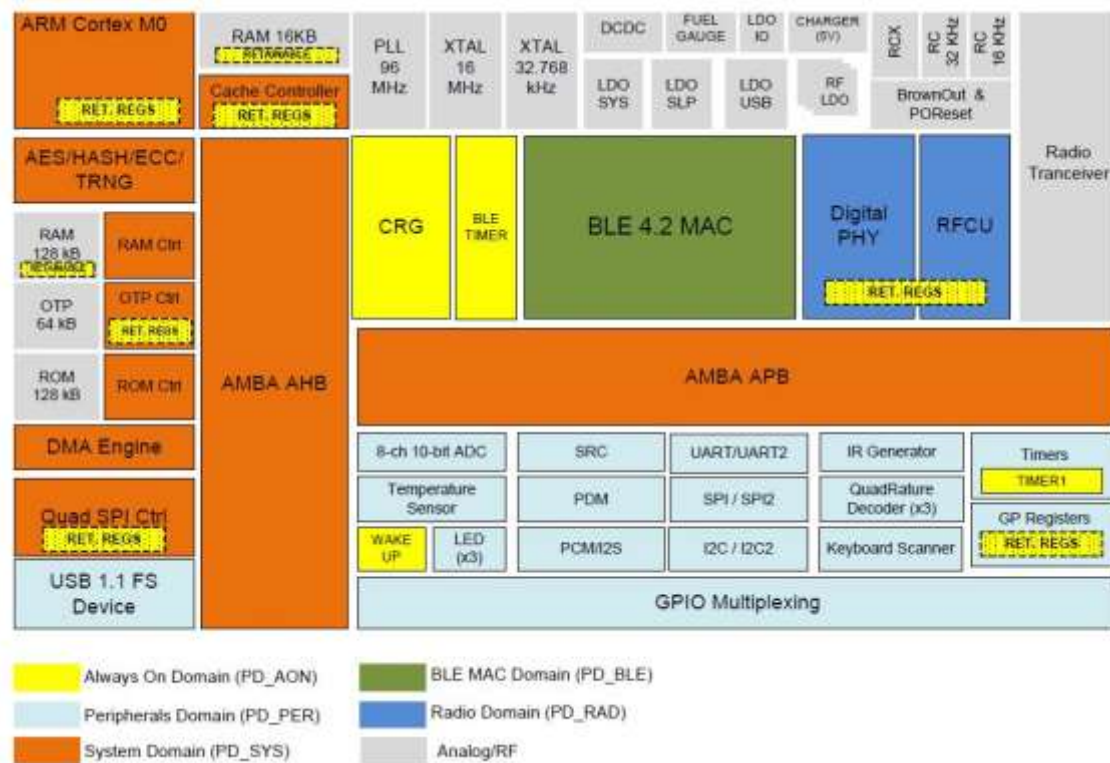 ARM Cortex M0
RET. REGS
RAM 16KB
RETAINABLE
Cache Controller
RET. REGS
PLL
96
MHz
XTAL
16
MHz
XTAL
32.768
kHz
DCDC
FUEL
GAUGE
LDO
IO
CHARGER
(5V)
LDO
SYS
LDO
SLP
LDO
USB
RF
LDO
RCX
RC
32 KHz
RC
16 KHz
BrownOut &
POReset
Radio
Tranceiver
AES/HASH/ECC/
TRNG
RAM
128 kB
RAM Ctrl
OTP
64 kB
OTP Ctrl
RET. REGS
ROM
128 kB
ROM Ctrl
DMA Engine
Quad SPI Ctrl
RET. REGS
USB 1.1 FS
Device
AMBA AHB
CRG
BLE
TIMER
BLE 4.2 MAC
Digital
PHY
RFCU
RET. REGS
AMBA APB
8-ch 10-bit ADC
SRC
UART/UART2
IR Generator
Timers
TIMER1
Temperature
Sensor
PDM
SPI / SPI2
QuadRature
Decoder (x3)
GP Registers
RET. REGS
WAKE
UP
LED
(x3)
PCM/I2S
I2C / I2C2
Keyboard Scanner
GPIO Multiplexing
Always On Domain (PD_AON)
BLE MAC Domain (PD_BLE)
Peripherals Domain (PD_PER)
Radio Domain (PD_RAD)
System Domain (PD_SYS)
Analog/RF